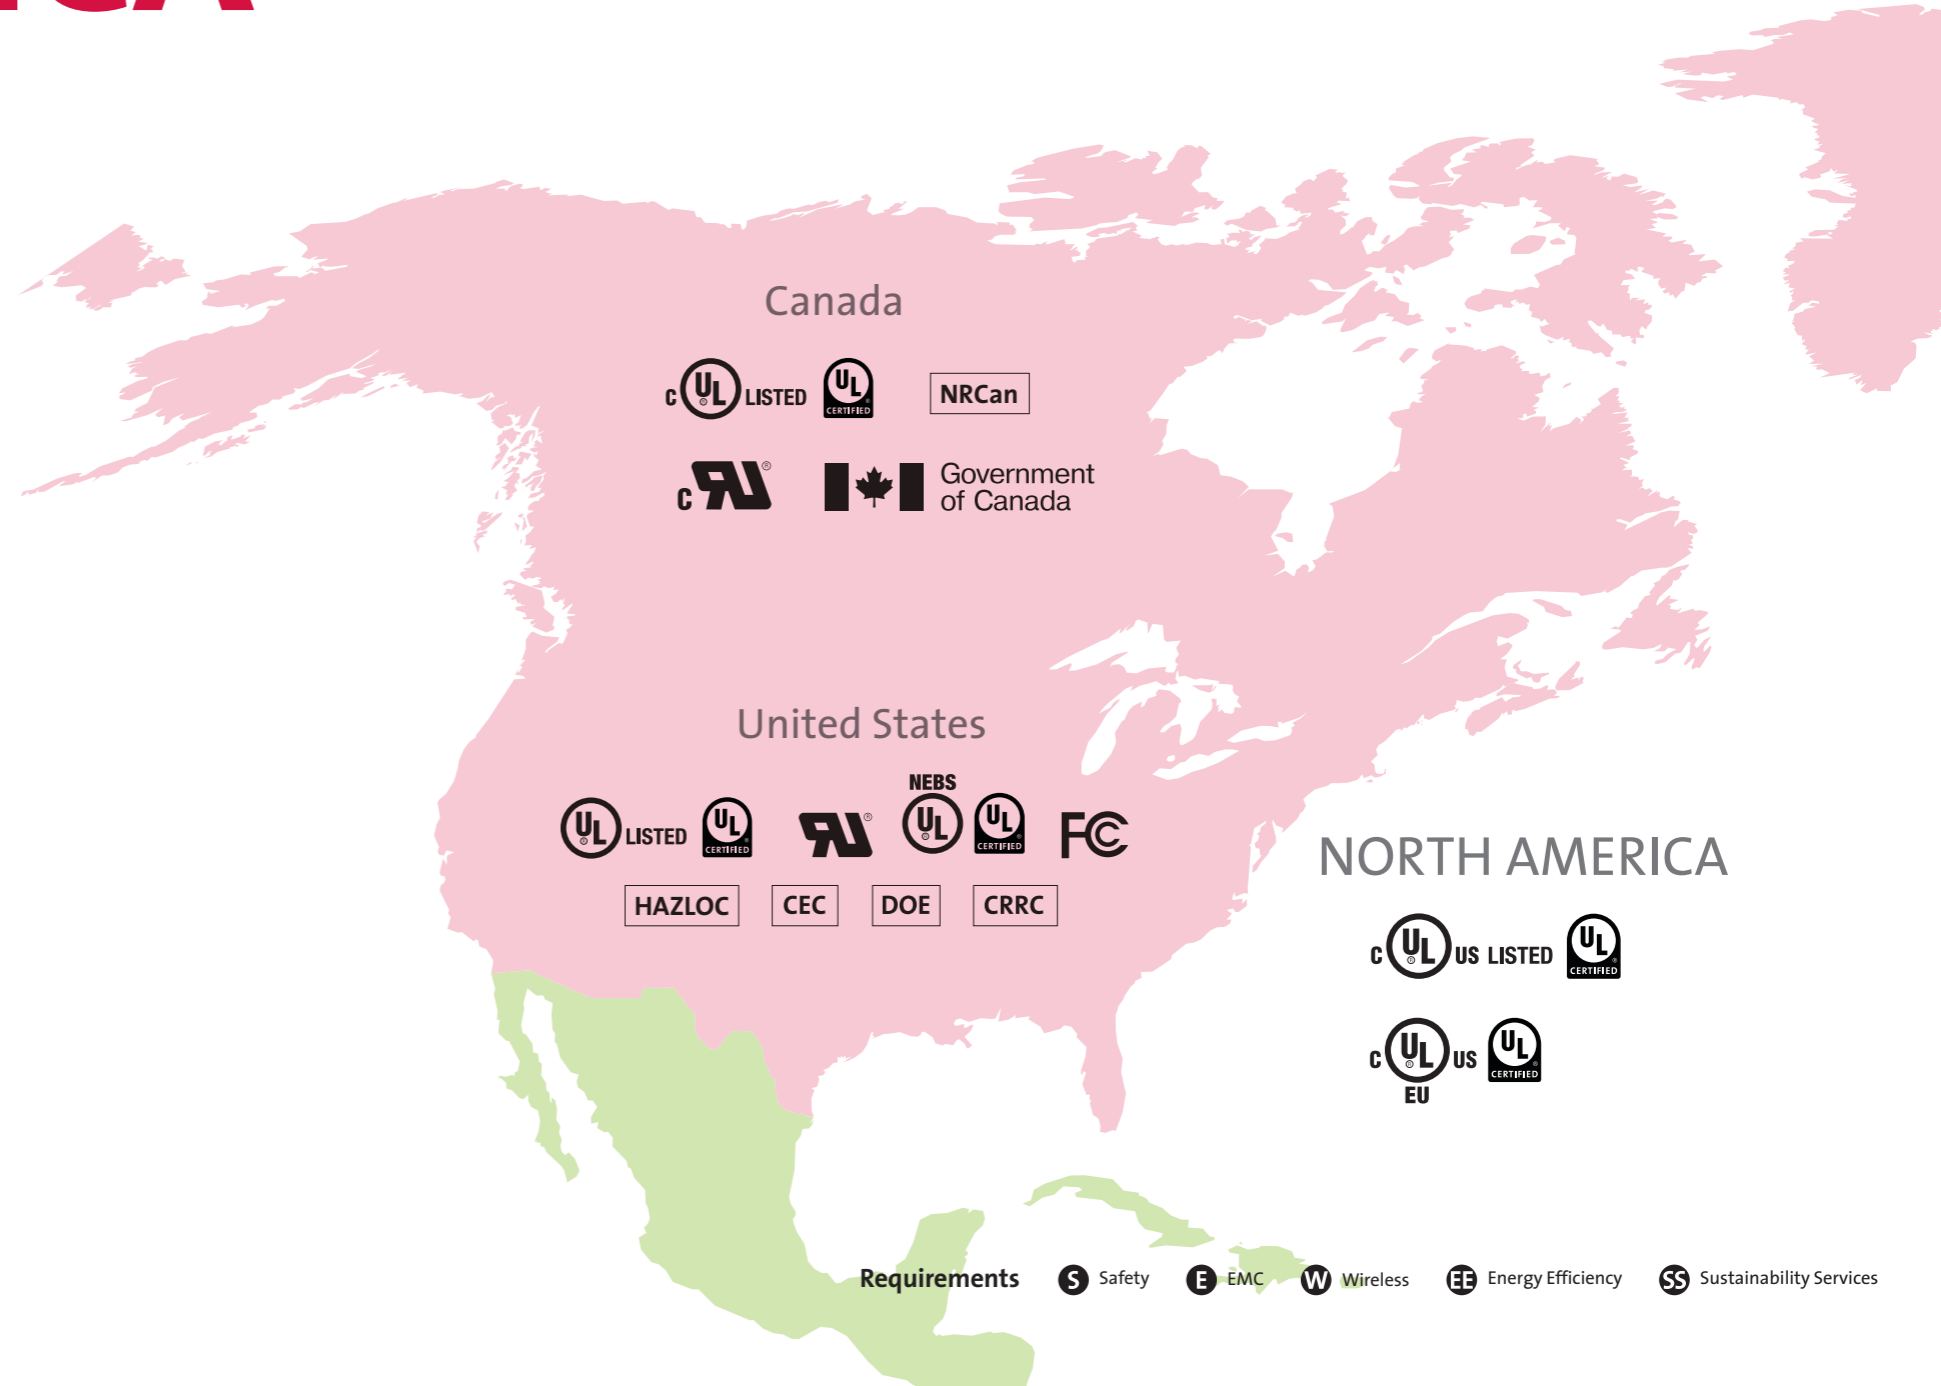 ICA
Canada
C UL® LISTED UL® CERTIFIED NRCan
C RU® Government
of Canada
United States
NEBS
UL® LISTED UL® CERTIFIED RU® UL® UL® CERTIFIED FC
HAZLOC CEC DOE CRRC
NORTH AMERICA
C UL® US LISTED UL® CERTIFIED
C UL® US UL® CERTIFIED
EU
Requirements S Safety E EMC W Wireless EE Energy Efficiency SS Sustainability Services